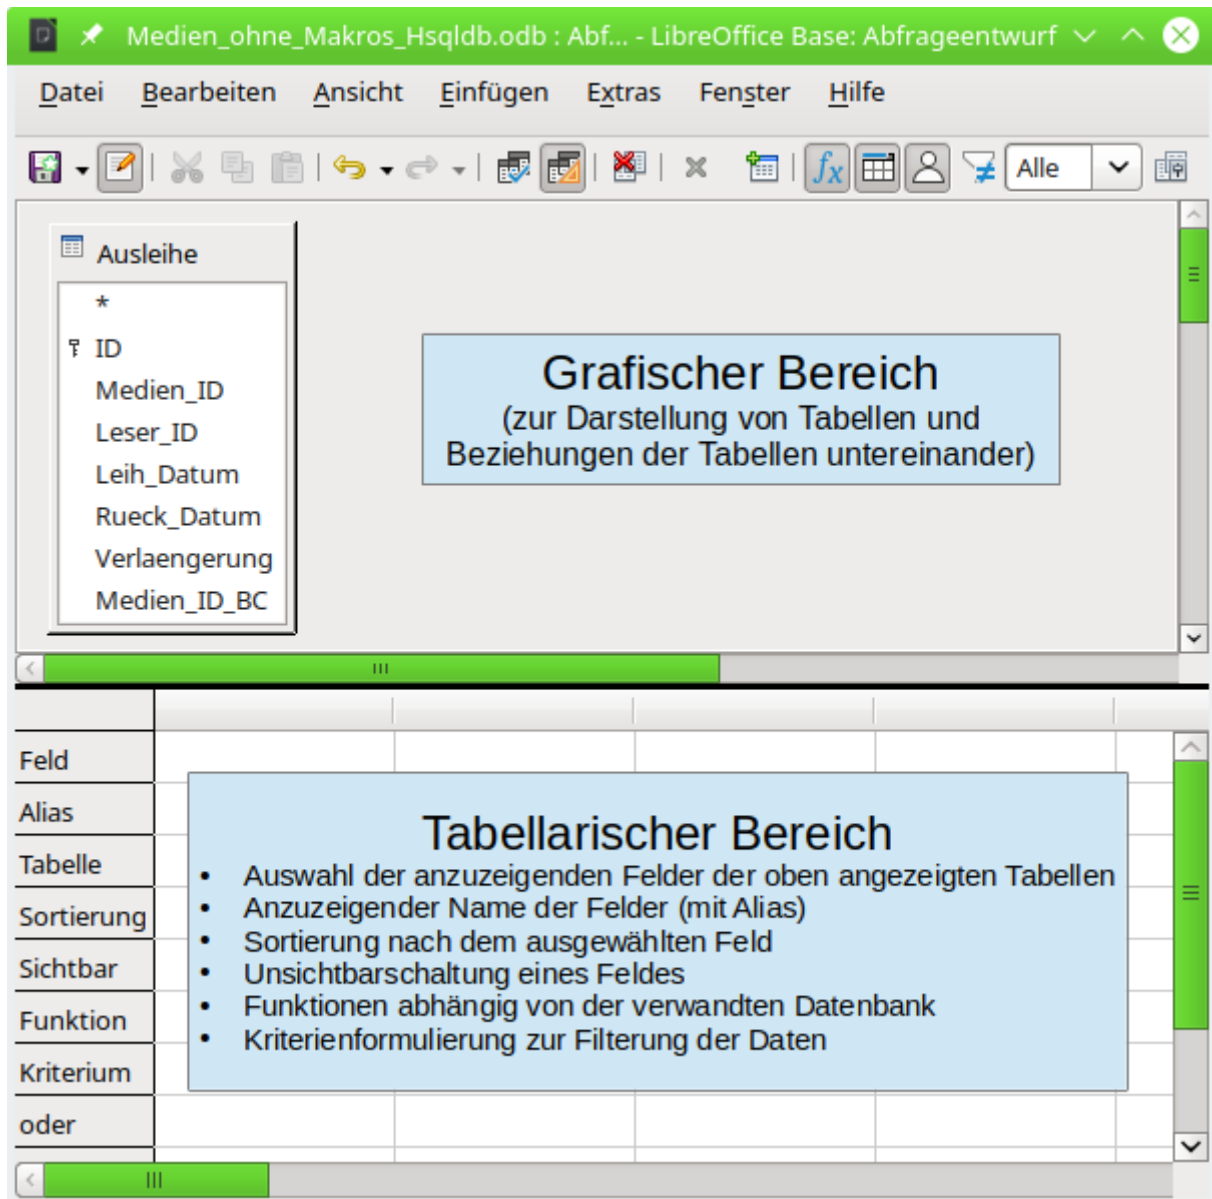 Medien_ohne_Makros_Hsqldb.odb : Abf... - LibreOffice Base: Abfrageentwurf
Datei Bearbeiten Ansicht Einfügen Extras Fenster Hilfe
fx Alle
Ausleihe
*
ID
Medien_ID
Leser_ID
Leih_Datum
Rueck_Datum
Verlaengerung
Medien_ID_BC
Grafischer Bereich
(zur Darstellung von Tabellen und
Beziehungen der Tabellen untereinander)
Feld
Alias
Tabelle
Sortierung
Sichtbar
Funktion
Kriterium
oder
Tabellarischer Bereich
• Auswahl der anzuzeigenden Felder der oben angezeigten Tabellen
• Anzuzeigender Name der Felder (mit Alias)
• Sortierung nach dem ausgewählten Feld
• Unsichtbarschaltung eines Feldes
• Funktionen abhängig von der verwandten Datenbank
• Kriterienformulierung zur Filterung der Daten